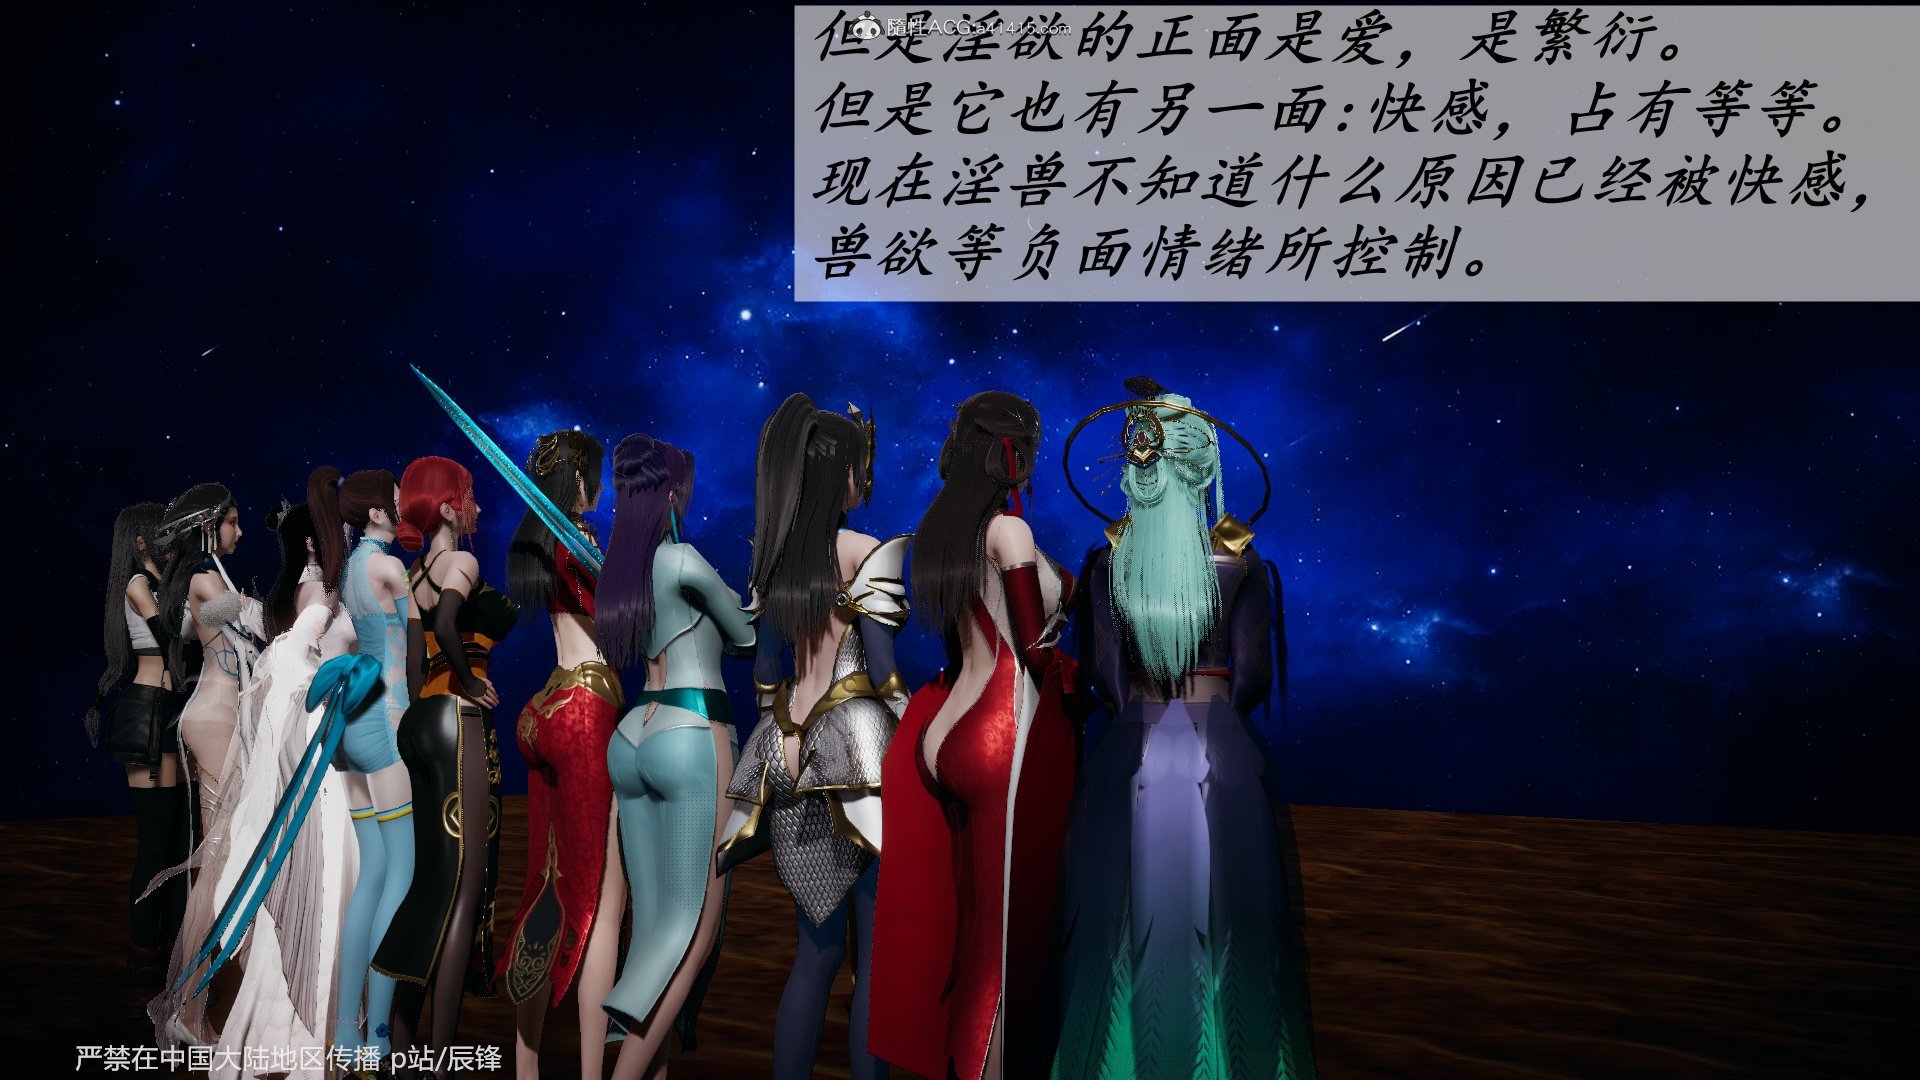 但是淫欲的正面是爱，是繁衍。
隋性ACG:a41415.com
但是它也有另一面:快感，占有等等。
现在淫兽不知道什么原因已经被快感，
兽欲等负面情绪所控制。
严禁在中国大陆地区传播 p站/辰锋